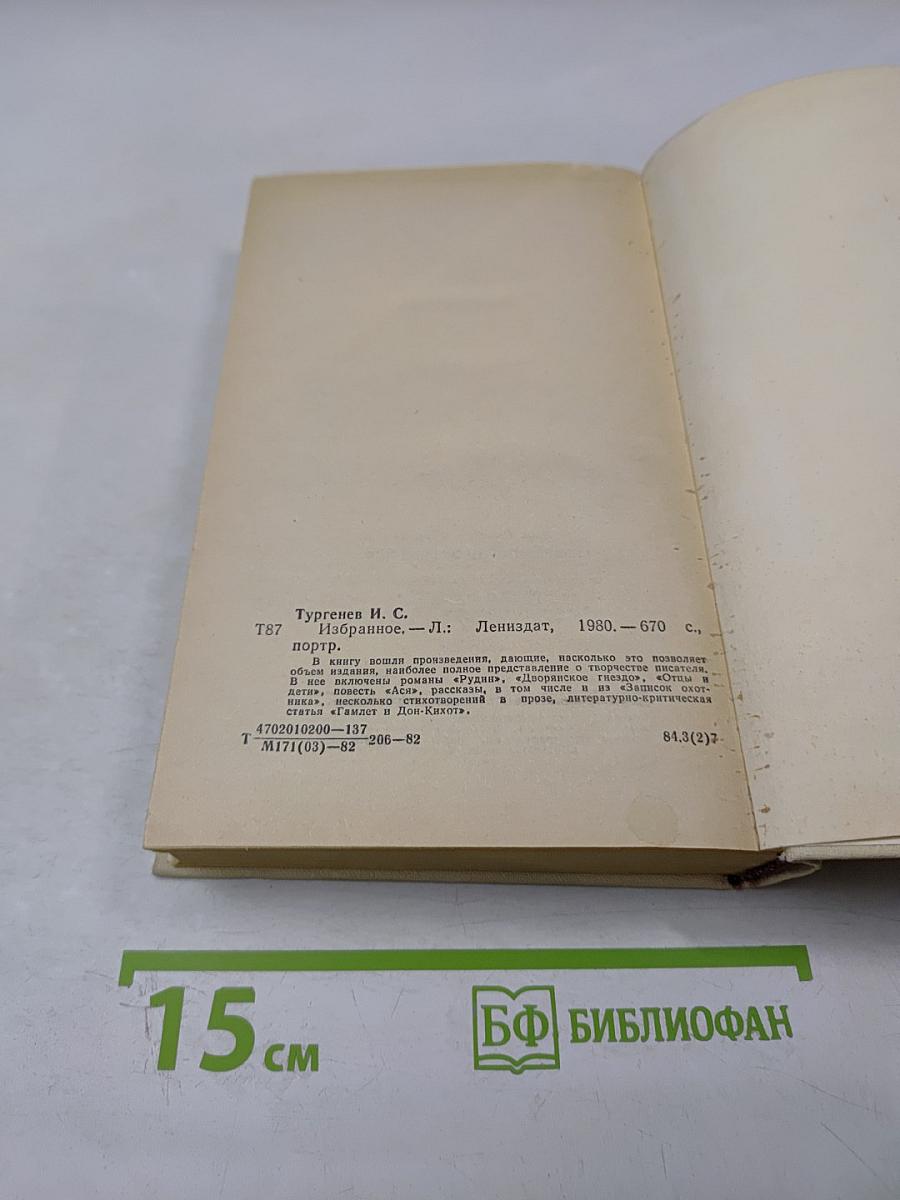 Тургенев И. С.
Т87 Избранное. — Л.: Лениздат, 1980. — 670 с.,
портр.
В книгу вошли произведения, дающие, насколько это позволяет
объем издания, наиболее полное представление о творчестве писателя.
В нее включены романы «Рудин», «Дворянское гнездо», «Отцы и
дети», повесть «Ася», рассказы, в том числе и из «Записок охот-
ника», несколько стихотворений в прозе, литературно-критическая
статья «Гамлет и Дон-Кихот».
Т 4702010200—137
М171(03)—82 206—82 84.3(2)7
15 см
БФ БИБЛИОФАН